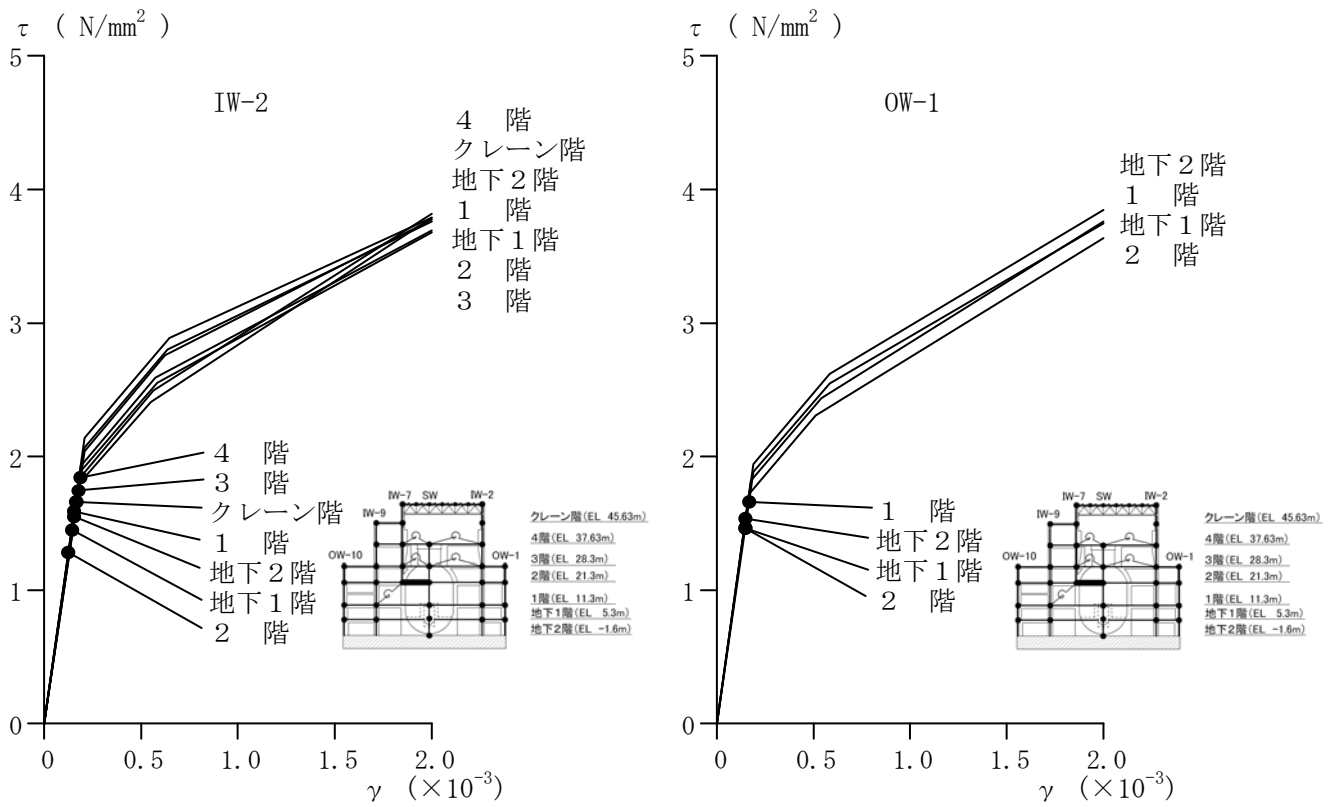 τ ( N/mm² )
5
4
3
2
1
0
IW-2
４　階
クレーン階
地下２階
１　階
地下１階
２　階
３　階
４　階
３　階
クレーン階
１　階
地下２階
地下１階
２　階
IW-7 SW IW-2
IW-9
OW-10 OW-1
クレーン階(EL 45.63m)
4階(EL 37.63m)
3階(EL 28.3m)
2階(EL 21.3m)
1階(EL 11.3m)
地下1階(EL 5.3m)
地下2階(EL -1.6m)
0 0.5 1.0 1.5 2.0
γ (×10⁻³)
τ ( N/mm² )
5
4
3
2
1
0
OW-1
地下２階
１　階
地下１階
２　階
１　階
地下２階
地下１階
２　階
IW-7 SW IW-2
IW-9
OW-10 OW-1
クレーン階(EL 45.63m)
4階(EL 37.63m)
3階(EL 28.3m)
2階(EL 21.3m)
1階(EL 11.3m)
地下1階(EL 5.3m)
地下2階(EL -1.6m)
0 0.5 1.0 1.5 2.0
γ (×10⁻³)